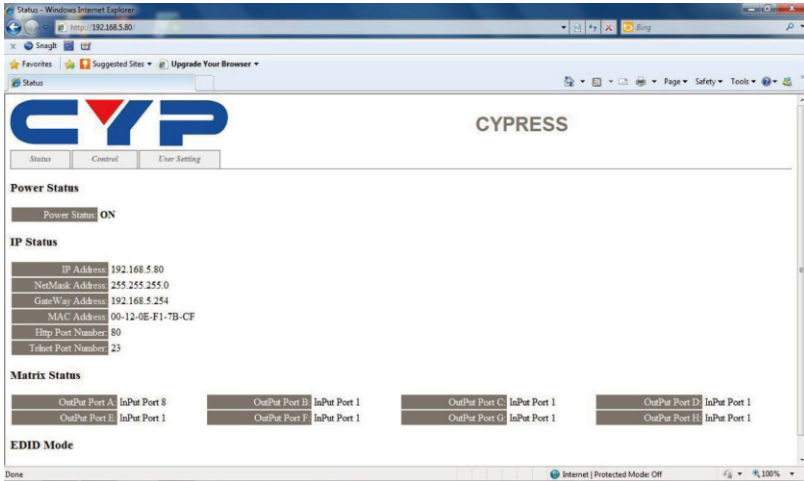 Status - Windows Internet Explorer
http://192.168.5.80/
Bing
x SnagIt
Favorites Suggested Sites Upgrade Your Browser
Status Page Safety Tools
CYP
CYPRESS
Status Control User Setting
Power Status
Power Status: ON
IP Status
IP Address: 192.168.5.80
NetMask Address: 255.255.255.0
GateWay Address: 192.168.5.254
MAC Address: 00-12-0E-F1-7B-CF
Http Port Number: 80
Telnet Port Number: 23
Matrix Status
OutPut Port A: InPut Port 8 OutPut Port B: InPut Port 1 OutPut Port C: InPut Port 1 OutPut Port D: InPut Port 1
OutPut Port E: InPut Port 1 OutPut Port F: InPut Port 1 OutPut Port G: InPut Port 1 OutPut Port H: InPut Port 1
EDID Mode
Done Internet | Protected Mode: Off 100%